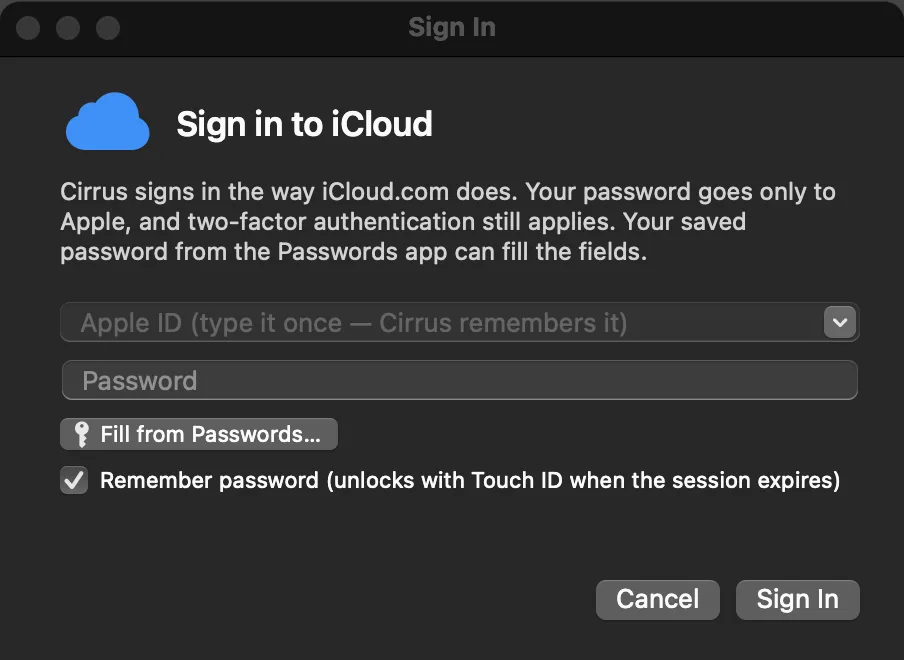 Sign In
Sign in to iCloud
Cirrus signs in the way iCloud.com does. Your password goes only to
Apple, and two-factor authentication still applies. Your saved
password from the Passwords app can fill the fields.
Apple ID (type it once — Cirrus remembers it)
Password
Fill from Passwords...
Remember password (unlocks with Touch ID when the session expires)
Cancel
Sign In